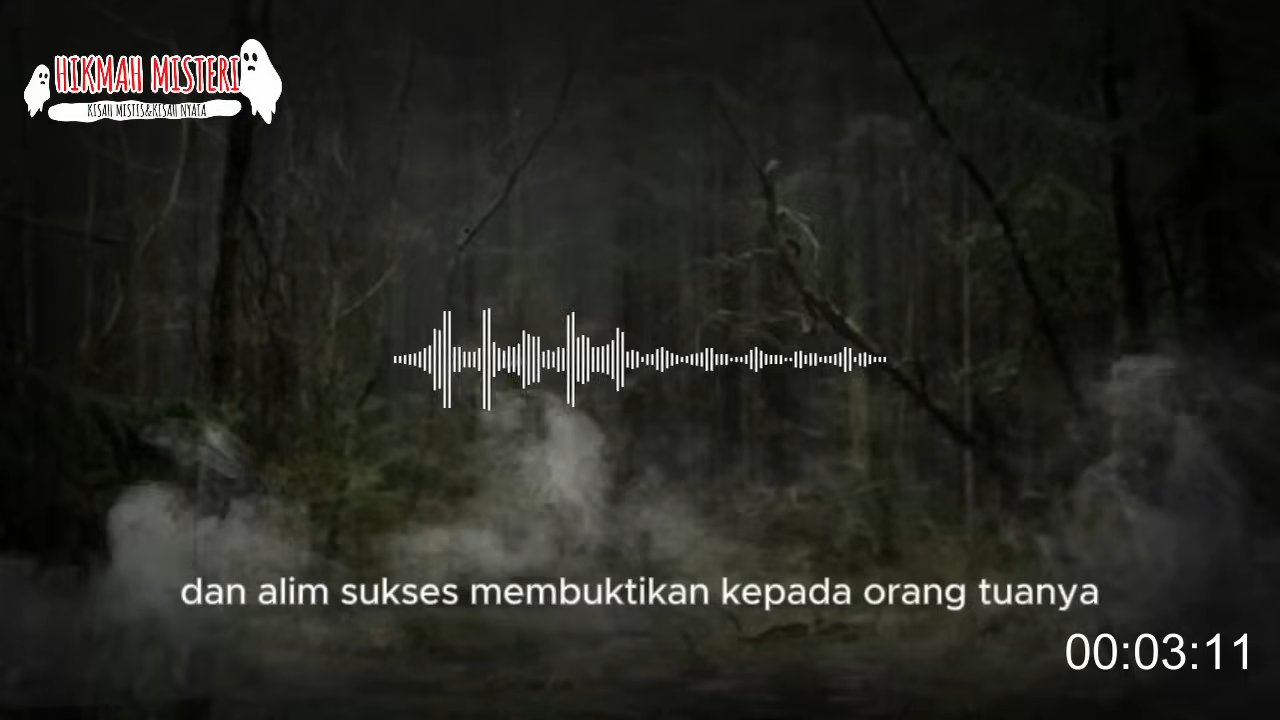 HIKMAH MISTERI
KISAH MISTIS&KISAH NYATA
dan alim sukses membuktikan kepada orang tuanya
00:03:11